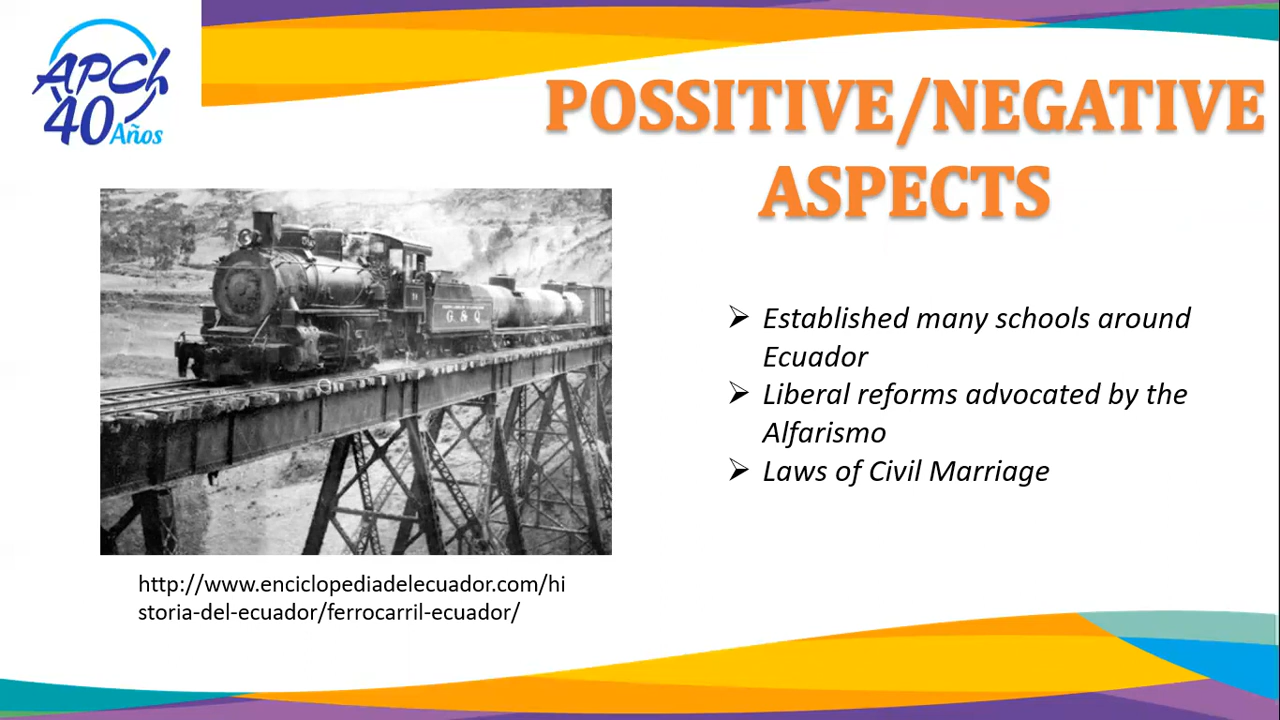 APCh
40 Años
POSSITIVE/NEGATIVE
ASPECTS
G & Q
➢ Established many schools around
Ecuador
➢ Liberal reforms advocated by the
Alfarismo
➢ Laws of Civil Marriage
http://www.enciclopediadelecuador.com/hi
storia-del-ecuador/ferrocarril-ecuador/